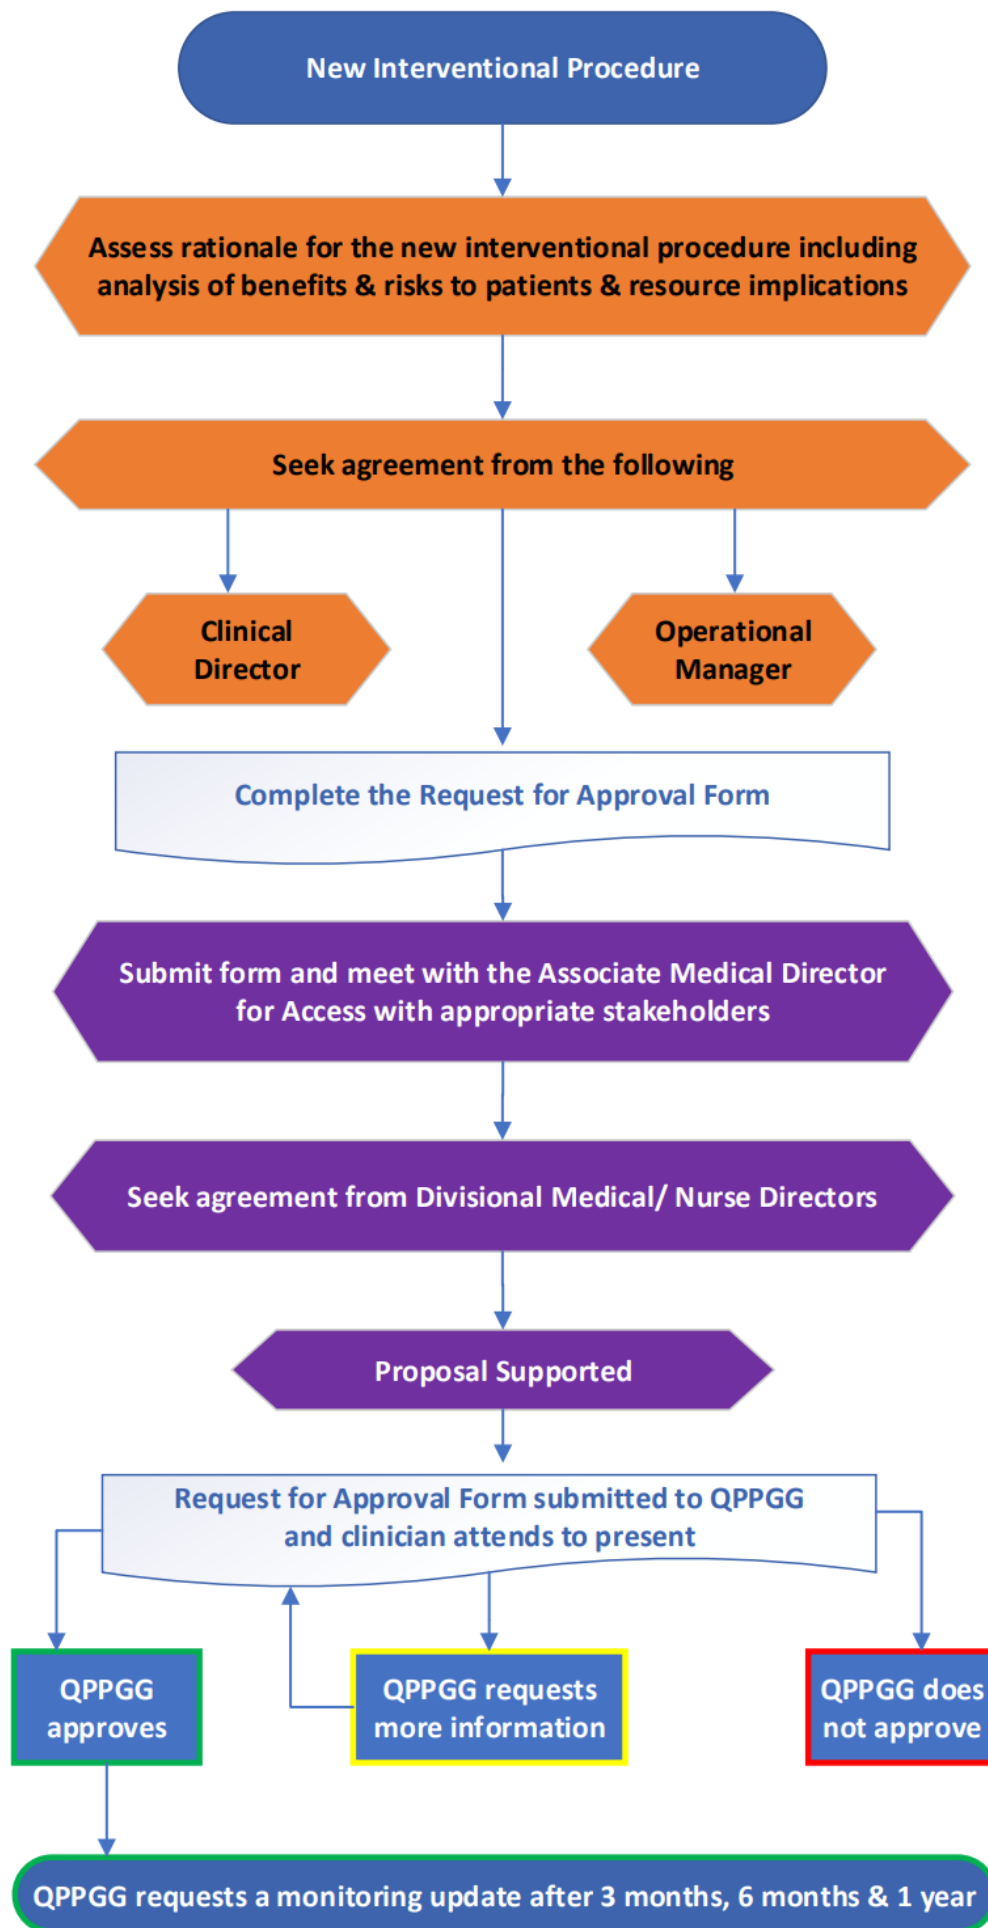 New Interventional Procedure
Assess rationale for the new interventional procedure including
analysis of benefits & risks to patients & resource implications
Seek agreement from the following
Clinical
Director
Operational
Manager
Complete the Request for Approval Form
Submit form and meet with the Associate Medical Director
for Access with appropriate stakeholders
Seek agreement from Divisional Medical/ Nurse Directors
Proposal Supported
Request for Approval Form submitted to QPPGG
and clinician attends to present
QPPGG
approves
QPPGG requests
more information
QPPGG does
not approve
QPPGG requests a monitoring update after 3 months, 6 months & 1 year